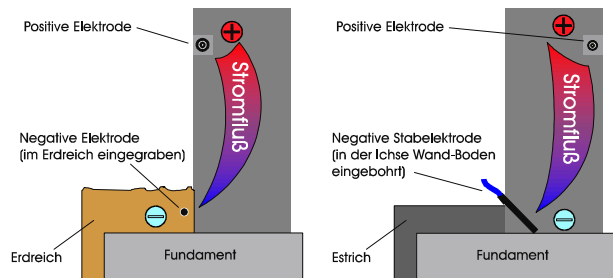 Positive Elektrode
Stromfluß
Negative Elektrode
(im Erdreich eingegraben)
Erdreich
Fundament
Positive Elektrode
Stromfluß
Negative Stabelektrode
(in der Ichse Wand-Boden
eingebohrt)
Estrich
Fundament